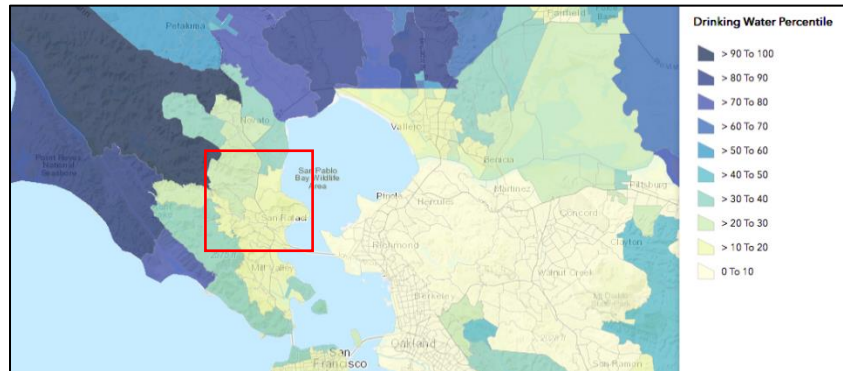 Petaluma
Fairfield
Novato
Vallejo
Point Reyes
National
Seashore
San Pablo
Bay Wildlife
Area
Benicia
Pinole
Hercules
Martinez
Pittsburg
San Rafael
Concord
Richmond
Clayton
Mill Valley
Walnut Creek
Berkeley
Oakland
San
Francisco
San Ramon
Drinking Water Percentile
> 90 To 100
> 80 To 90
> 70 To 80
> 60 To 70
> 50 To 60
> 40 To 50
> 30 To 40
> 20 To 30
> 10 To 20
0 To 10